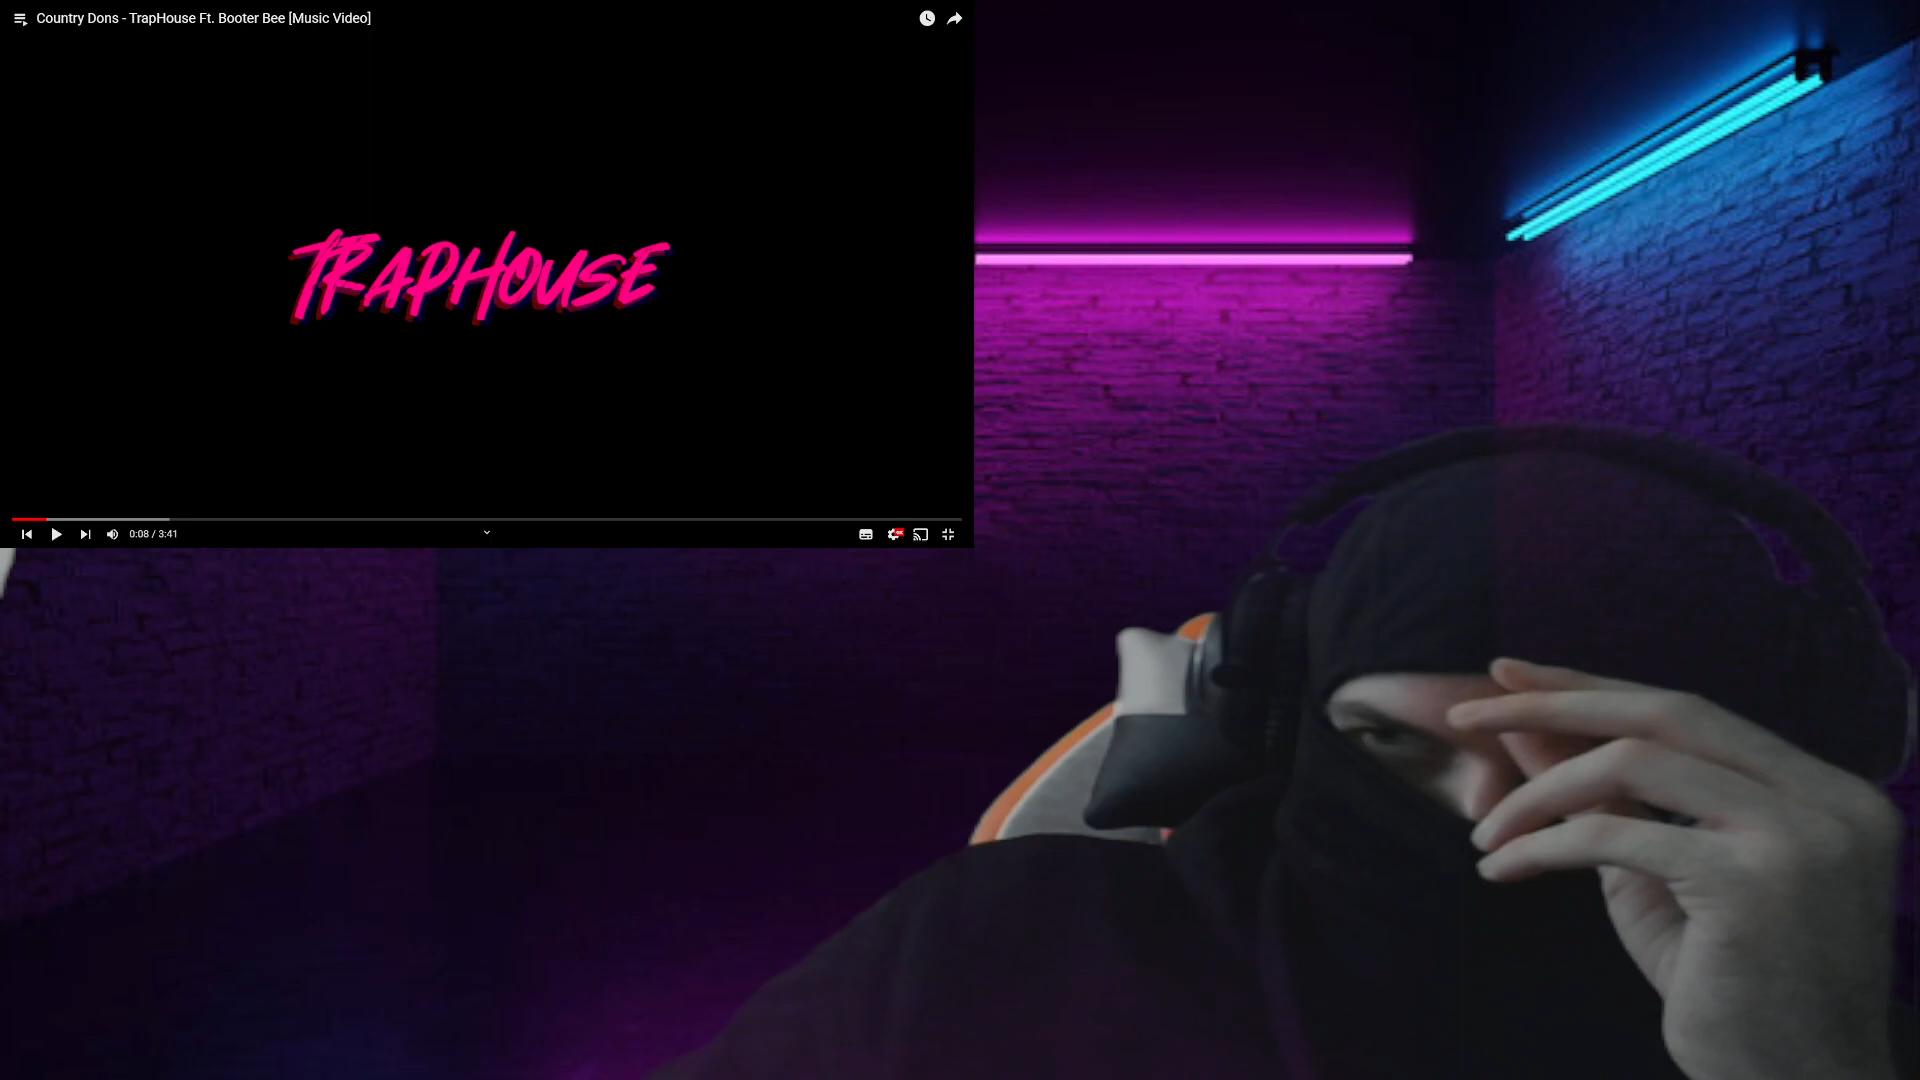 Country Dons - TrapHouse Ft. Booter Bee [Music Video]
TRAPHOUSE
0:08 / 3:41